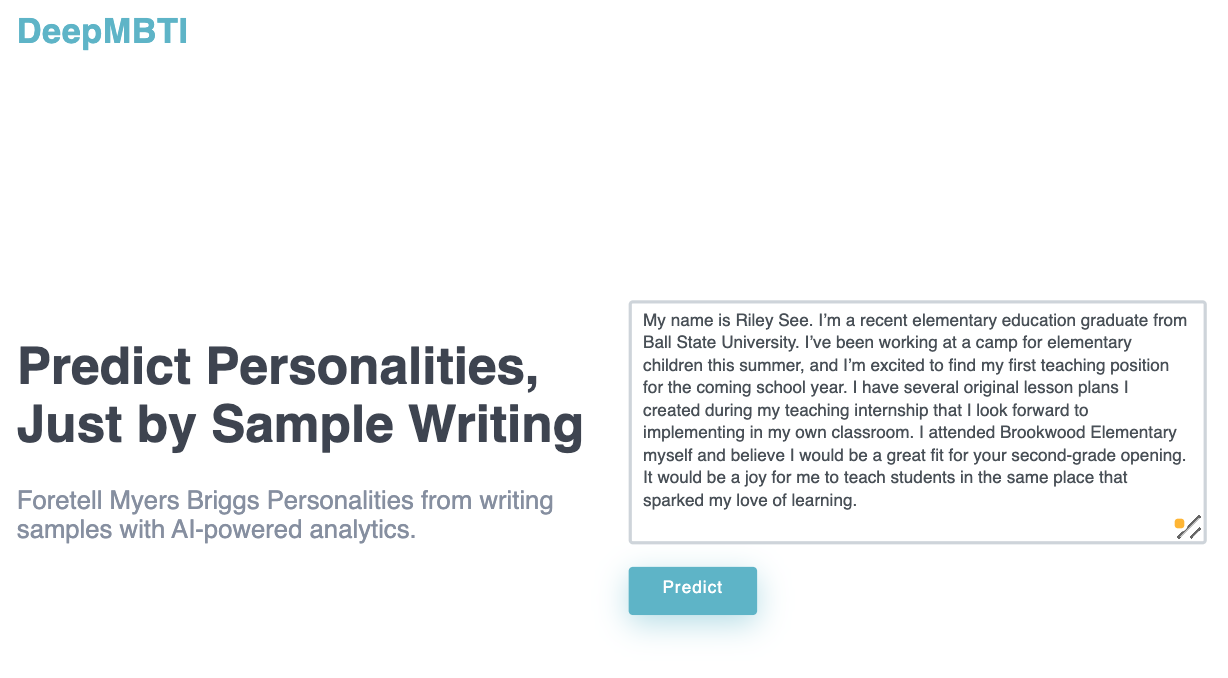 DeepMBTI
Predict Personalities,
Just by Sample Writing
Foretell Myers Briggs Personalities from writing
samples with AI-powered analytics.
My name is Riley See. I’m a recent elementary education graduate from
Ball State University. I’ve been working at a camp for elementary
children this summer, and I’m excited to find my first teaching position
for the coming school year. I have several original lesson plans I
created during my teaching internship that I look forward to
implementing in my own classroom. I attended Brookwood Elementary
myself and believe I would be a great fit for your second-grade opening.
It would be a joy for me to teach students in the same place that
sparked my love of learning.
Predict